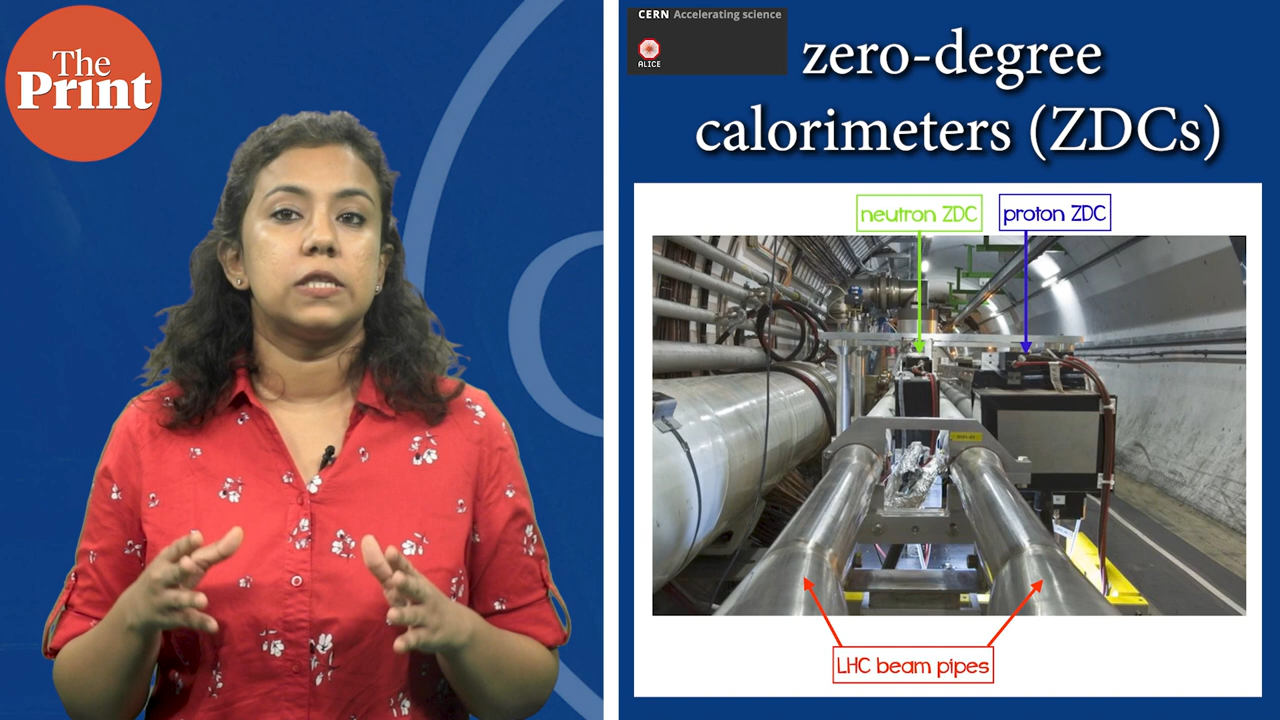 The
Print
CERN Accelerating science
ALICE
zero-degree
calorimeters (ZDCs)
neutron ZDC
proton ZDC
LHC beam pipes